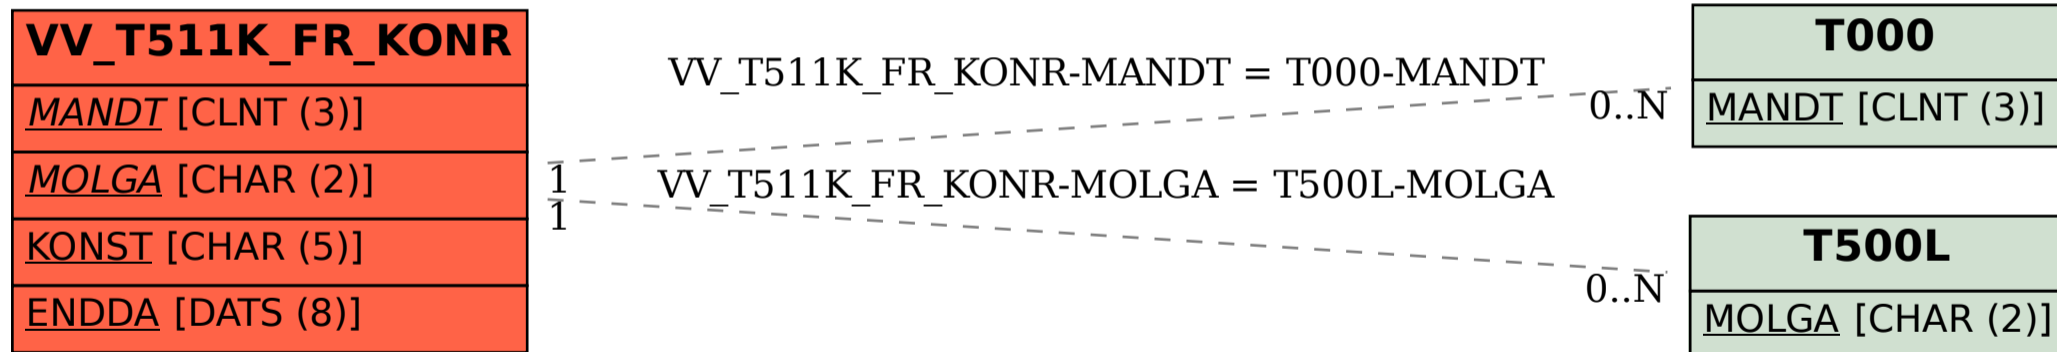 VV_T511K_FR_KONR
MANDT [CLNT (3)]
MOLGA [CHAR (2)]
KONST [CHAR (5)]
ENDDA [DATS (8)]
VV_T511K_FR_KONR-MANDT = T000-MANDT
0..N
1
VV_T511K_FR_KONR-MOLGA = T500L-MOLGA
1
0..N
T000
MANDT [CLNT (3)]
T500L
MOLGA [CHAR (2)]